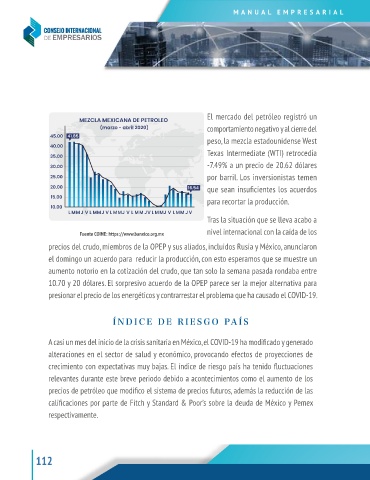 MANUAL EMPRESARIAL
CONSEJO INTERNACIONAL
DE EMPRESARIOS
MEZCLA MEXICANA DE PETROLEO
(marzo - abril 2020)
45.00
40.00
35.00
30.00
25.00
20.00
15.00
10.00
16.54
L M M J V L M M J V L M M J V L M M J V L M M J V L M M J V
Fuente COINE: https://www.banxico.org.mx
El mercado del petróleo registró un
comportamiento negativo y al cierre del
peso, la mezcla estadounidense West
Texas Intermediate (WTI) retrocedía
-7.49% a un precio de 20.62 dólares
por barril. Los inversionistas temen
que sean insuficientes los acuerdos
para recortar la producción.
Tras la situación que se lleva acabo a
nivel internacional con la caída de los
precios del crudo, miembros de la OPEP y sus aliados, incluidos Rusia y México, anunciaron
el domingo un acuerdo para reducir la producción, con esto esperamos que se muestre un
aumento notorio en la cotización del crudo, que tan solo la semana pasada rondaba entre
10.70 y 20 dólares. El sorpresivo acuerdo de la OPEP parece ser la mejor alternativa para
presionar el precio de los energéticos y contrarrestar el problema que ha causado el COVID-19.
ÍNDICE DE RIESGO PAÍS
A casi un mes del inicio de la crisis sanitaria en México, el COVID-19 ha modificado y generado
alteraciones en el sector de salud y económico, provocando efectos de proyecciones de
crecimiento con expectativas muy bajas. El índice de riesgo país ha tenido fluctuaciones
relevantes durante este breve periodo debido a acontecimientos como el aumento de los
precios de petróleo que modifico el sistema de precios futuros, además la reducción de las
calificaciones por parte de Fitch y Standard & Poor's sobre la deuda de México y Pemex
respectivamente.
112